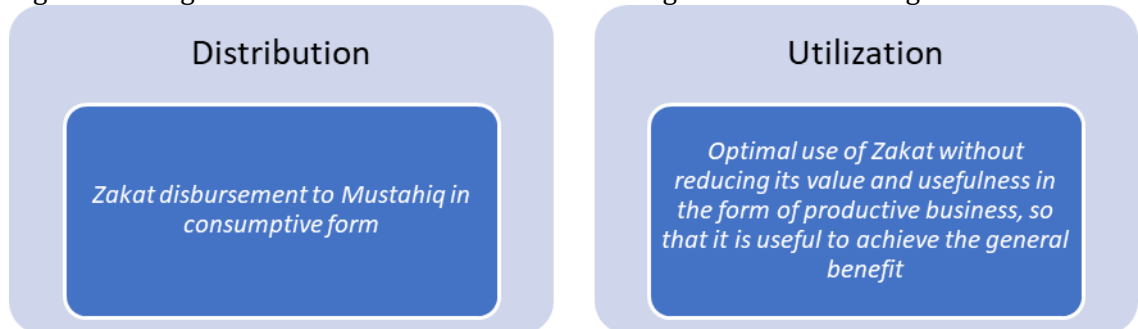 Distribution
Zakat disbursement to Mustahiq in
consumptive form
Utilization
Optimal use of Zakat without
reducing its value and usefulness in
the form of productive business, so
that it is useful to achieve the general
benefit